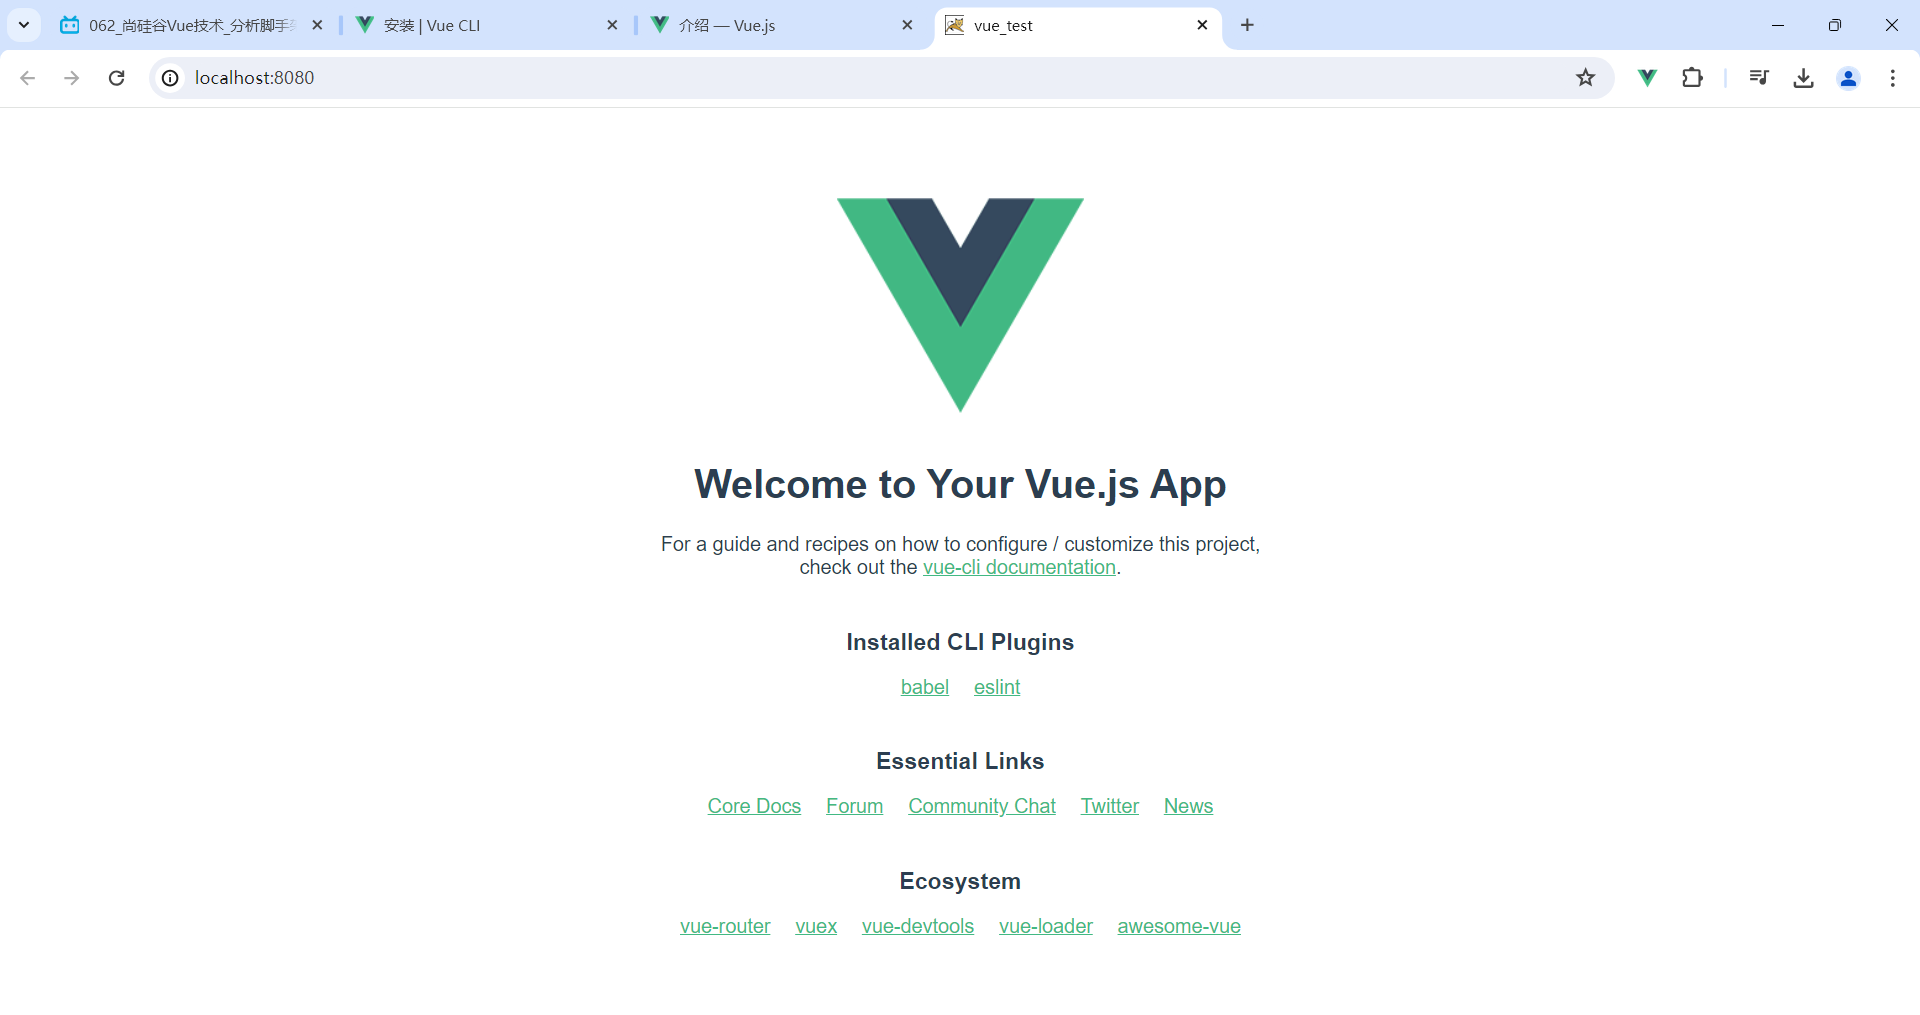 062_尚硅谷Vue技术_分析脚手
安装 | Vue CLI
介绍 — Vue.js
vue_test
localhost:8080
Welcome to Your Vue.js App
For a guide and recipes on how to configure / customize this project,
check out the vue-cli documentation.
Installed CLI Plugins
babel eslint
Essential Links
Core Docs Forum Community Chat Twitter News
Ecosystem
vue-router vuex vue-devtools vue-loader awesome-vue